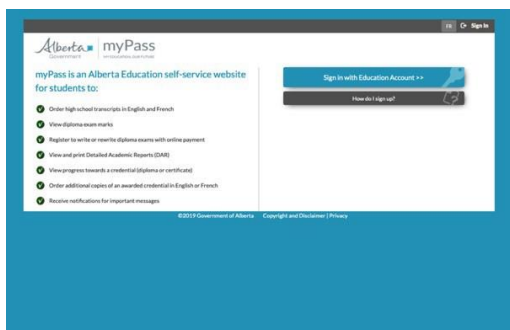 FR Sign In
Alberta myPass
Government MY EDUCATION, OUR FUTURE
myPass is an Alberta Education self-service website
for students to:
Order high school transcripts in English and French
View diploma exam marks
Register to write or rewrite diploma exams with online payment
View and print Detailed Academic Reports (DAR)
View progress towards a credential (diploma or certificate)
Order additional copies of an awarded credential in English or French
Receive notifications for important messages
Sign in with Education Account >>
How do I sign up?
©2019 Government of Alberta Copyright and Disclaimer | Privacy